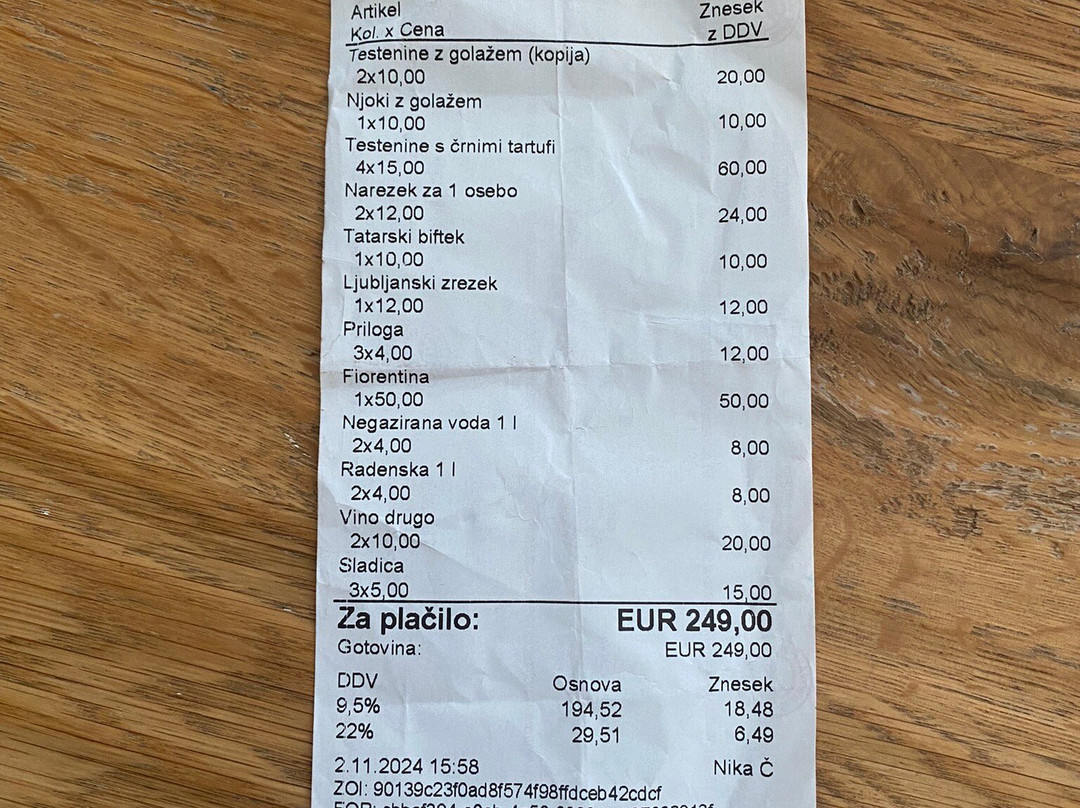 Artikel Znesek
Kol. x Cena z DDV
Testenine z golažem (kopija)
2x10,00 20,00
Njoki z golažem
1x10,00 10,00
Testenine s črnimi tartufi
4x15,00 60,00
Narezek za 1 osebo
2x12,00 24,00
Tatarski biftek
1x10,00 10,00
Ljubljanski zrezek
1x12,00 12,00
Priloga
3x4,00 12,00
Fiorentina
1x50,00 50,00
Negazirana voda 1 l
2x4,00 8,00
Radenska 1 l
2x4,00 8,00
Vino drugo
2x10,00 20,00
Sladica
3x5,00 15,00
Za plačilo: EUR 249,00
Gotovina: EUR 249,00
DDV Osnova Znesek
9,5% 194,52 18,48
22% 29,51 6,49
2.11.2024 15:58 Nika Č
ZOI: 90139c23f0ad8f574f98ffdceb42cdcf